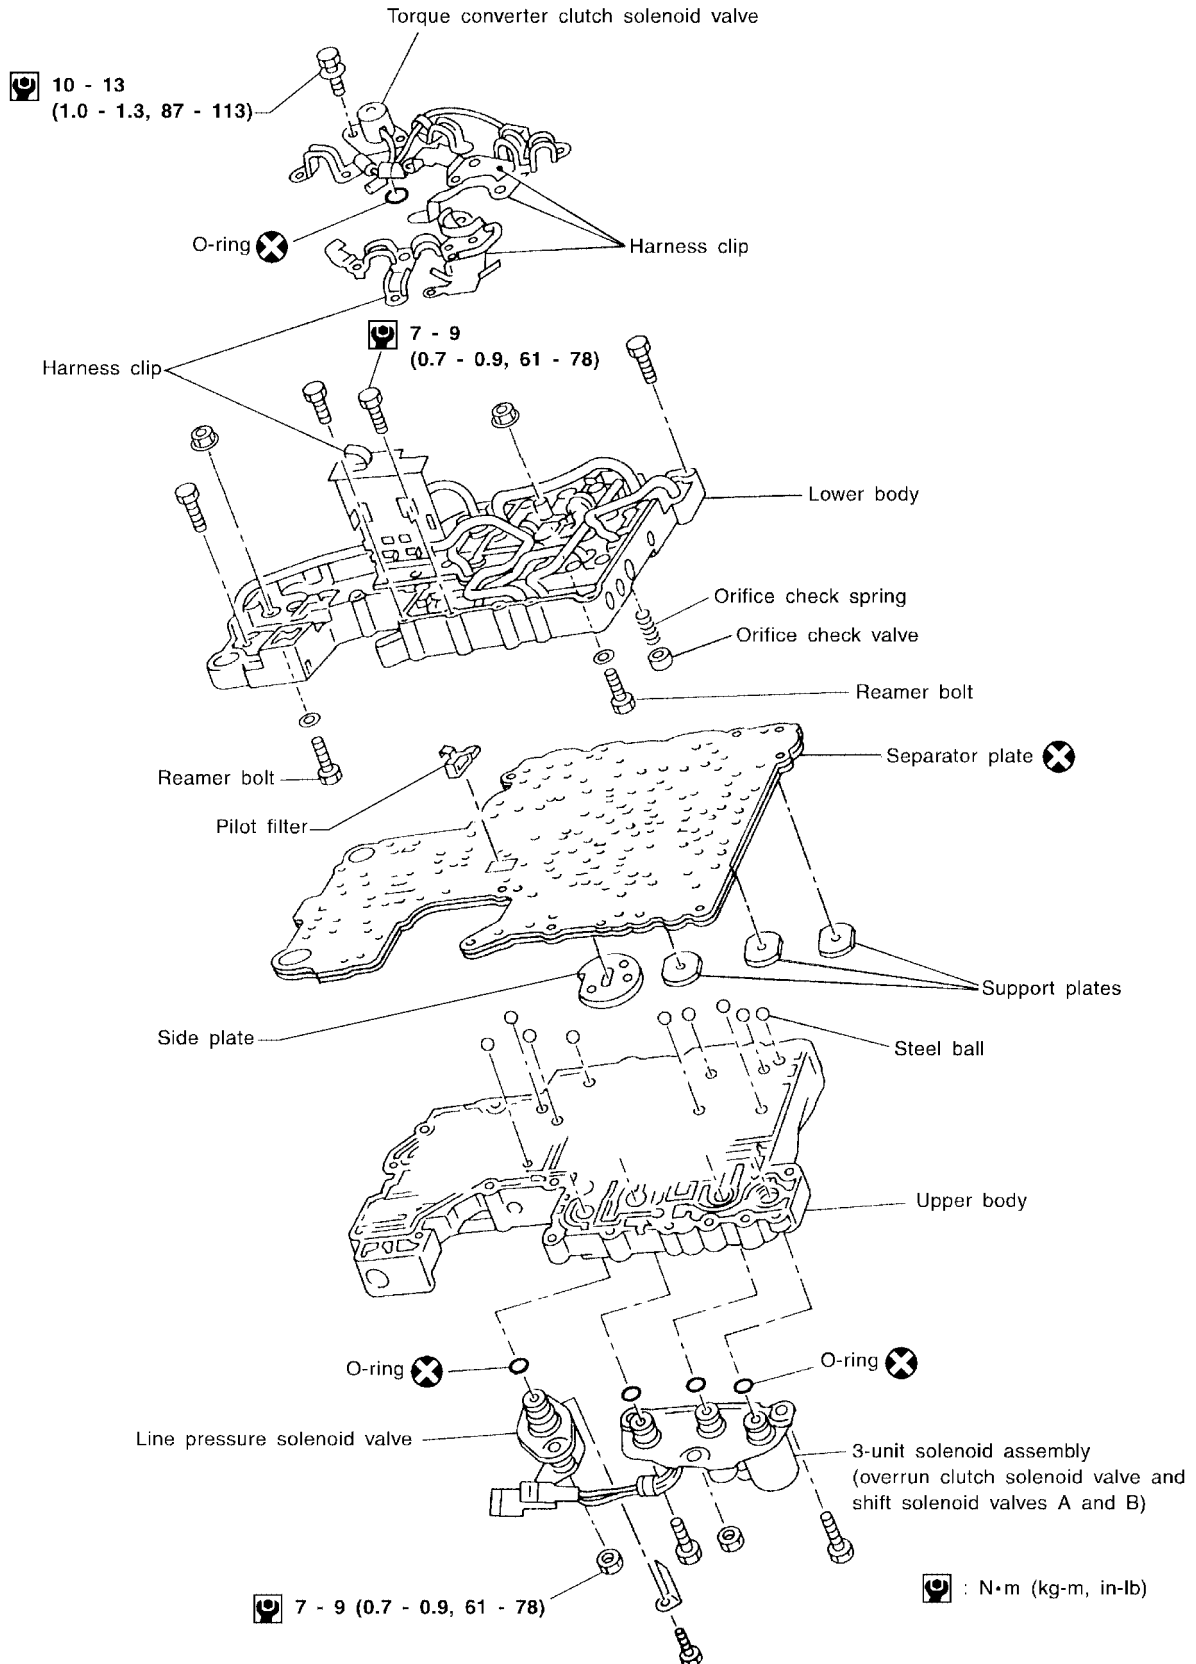 Torque converter clutch solenoid valve
10 - 13
(1.0 - 1.3, 87 - 113)
O-ring
Harness clip
7 - 9
(0.7 - 0.9, 61 - 78)
Harness clip
Lower body
Orifice check spring
Orifice check valve
Reamer bolt
Separator plate
Reamer bolt
Pilot filter
Support plates
Side plate
Steel ball
Upper body
O-ring
O-ring
Line pressure solenoid valve
3-unit solenoid assembly
(overrun clutch solenoid valve and
shift solenoid valves A and B)
7 - 9 (0.7 - 0.9, 61 - 78)
: N•m (kg-m, in-lb)